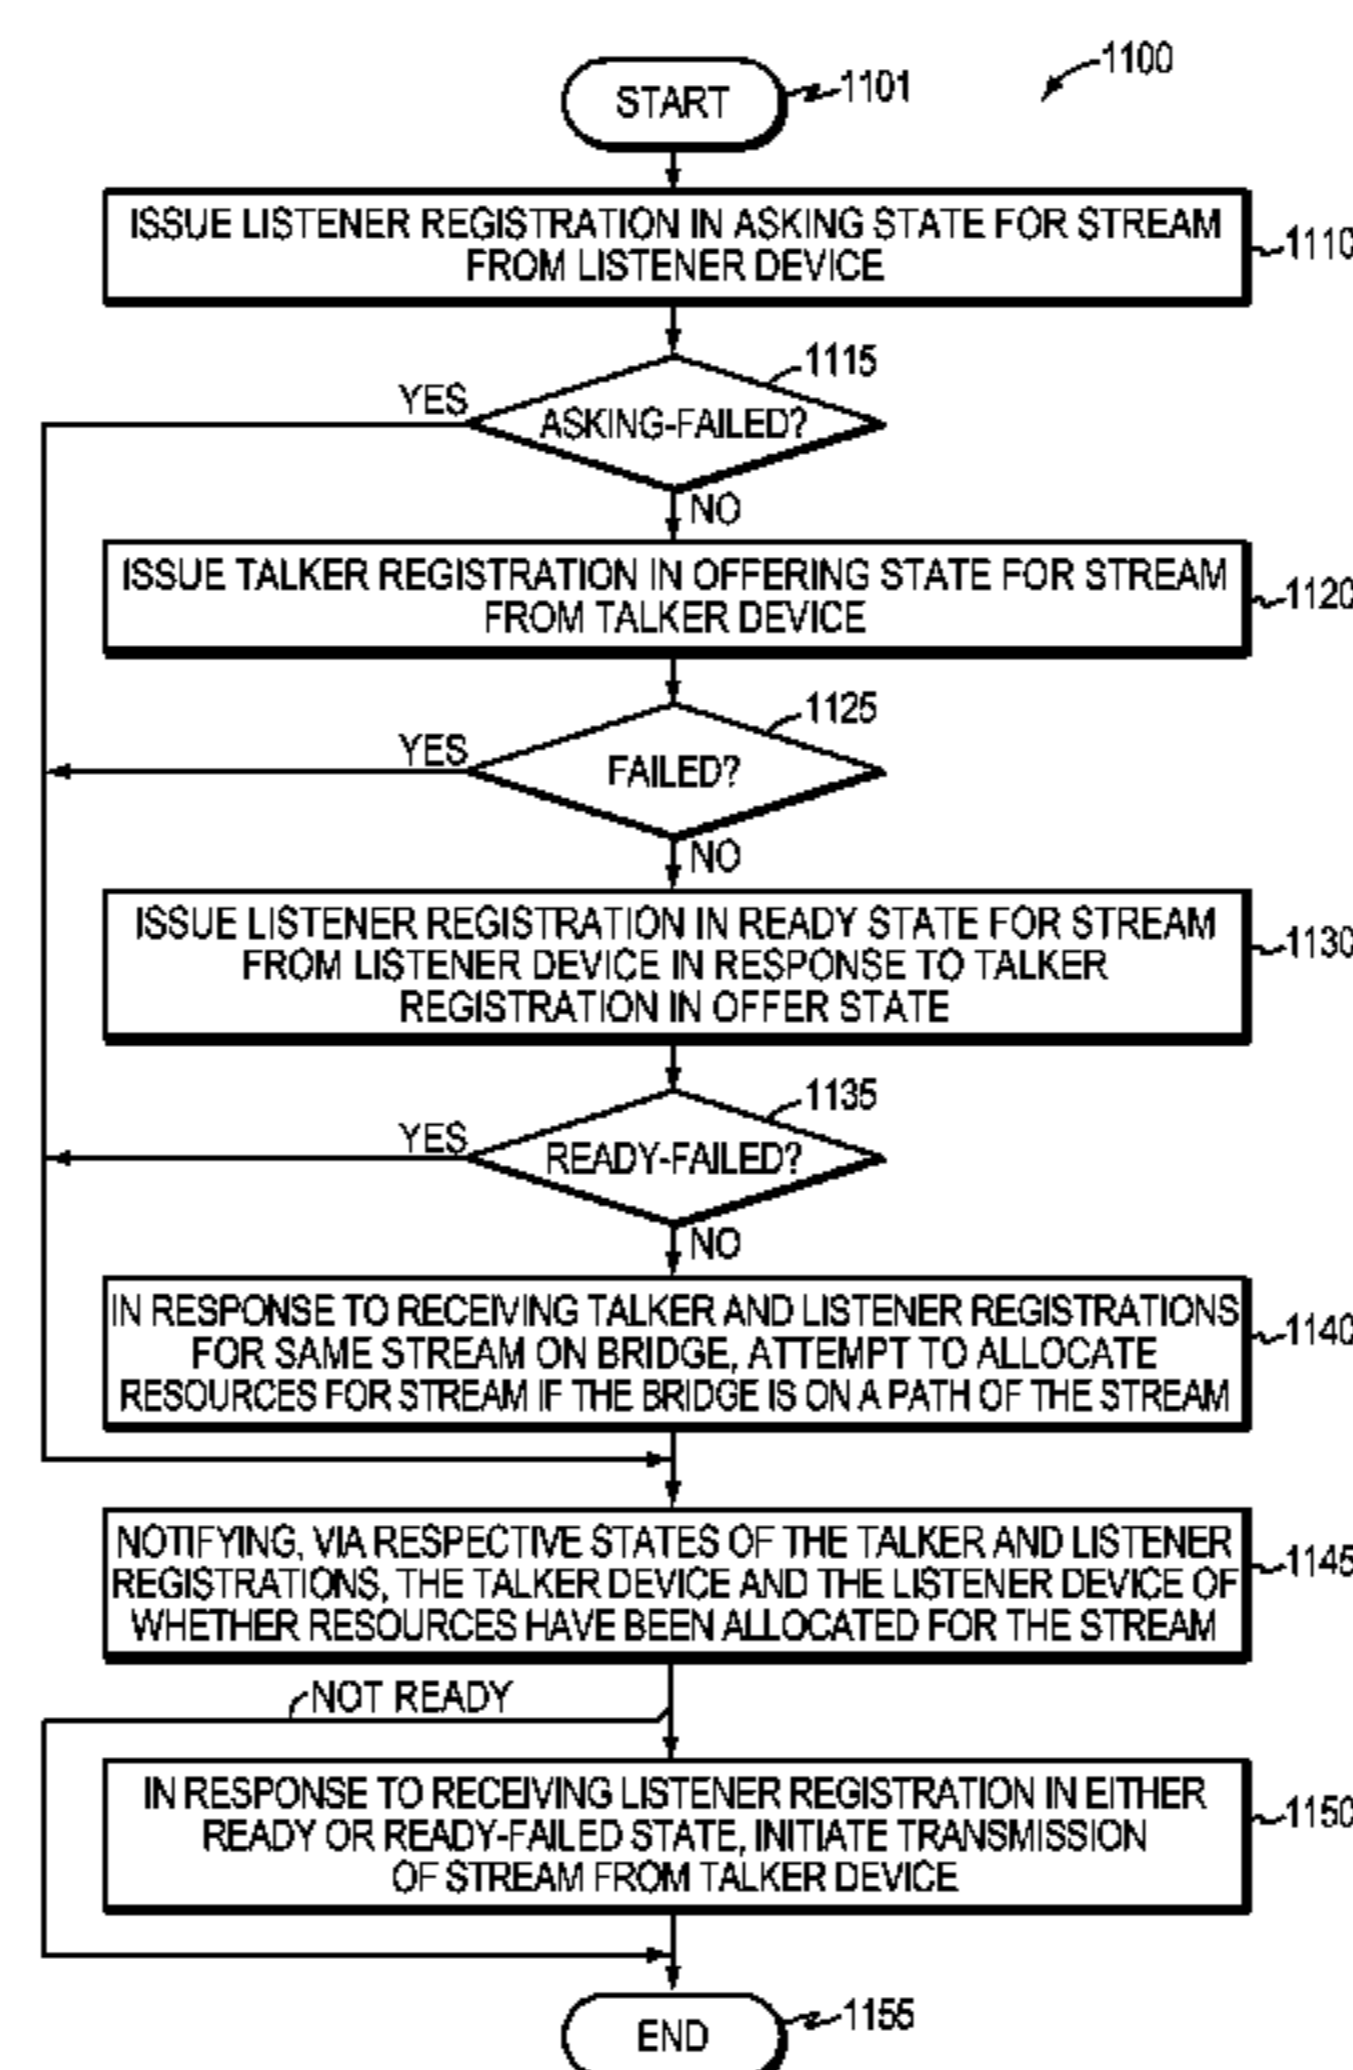 1100
START
1101
ISSUE LISTENER REGISTRATION IN ASKING STATE FOR STREAM
FROM LISTENER DEVICE
1110
1115
YES
ASKING-FAILED?
NO
ISSUE TALKER REGISTRATION IN OFFERING STATE FOR STREAM
FROM TALKER DEVICE
1120
1125
YES
FAILED?
NO
ISSUE LISTENER REGISTRATION IN READY STATE FOR STREAM
FROM LISTENER DEVICE IN RESPONSE TO TALKER
REGISTRATION IN OFFER STATE
1130
1135
YES
READY-FAILED?
NO
IN RESPONSE TO RECEIVING TALKER AND LISTENER REGISTRATIONS
FOR SAME STREAM ON BRIDGE, ATTEMPT TO ALLOCATE
RESOURCES FOR STREAM IF THE BRIDGE IS ON A PATH OF THE STREAM
1140
NOTIFYING, VIA RESPECTIVE STATES OF THE TALKER AND LISTENER
REGISTRATIONS, THE TALKER DEVICE AND THE LISTENER DEVICE OF
WHETHER RESOURCES HAVE BEEN ALLOCATED FOR THE STREAM
1145
NOT READY
IN RESPONSE TO RECEIVING LISTENER REGISTRATION IN EITHER
READY OR READY-FAILED STATE, INITIATE TRANSMISSION
OF STREAM FROM TALKER DEVICE
1150
END
1155